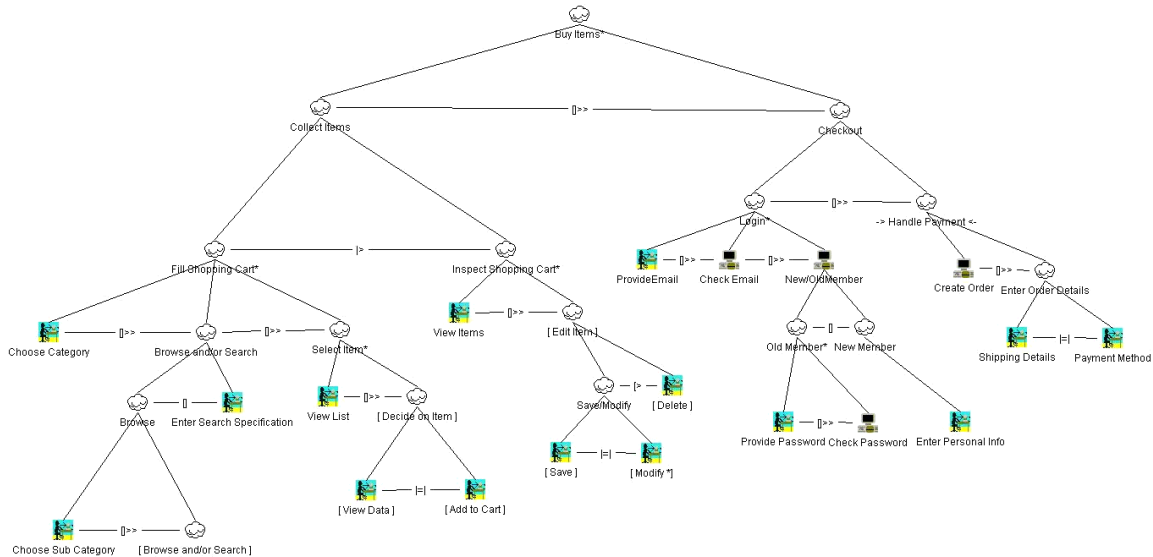 Buy Items*
Collect Items
[]>>
Checkout
Login*
[]>>
-> Handle Payment <-
Fill Shopping Cart*
|>
Inspect Shopping Cart*
ProvideEmail
[]>>
Check Email
[]>>
New/OldMember
Create Order
[]>>
Enter Order Details
Choose Category
[]>>
Browse and/or Search
[]>>
Select Item*
View Items
[]>>
[ Edit Item ]
Old Member*
[]
New Member
Shipping Details
|=|
Payment Method
Browse
[]
Enter Search Specification
View List
[]>>
[ Decide on Item ]
Save/Modify
[>
[ Delete ]
Provide Password
[]>>
Check Password
Enter Personal Info
[ Save ]
|=|
[ Modify *]
[ View Data ]
|=|
[ Add to Cart ]
Choose Sub Category
[]>>
[ Browse and/or Search ]